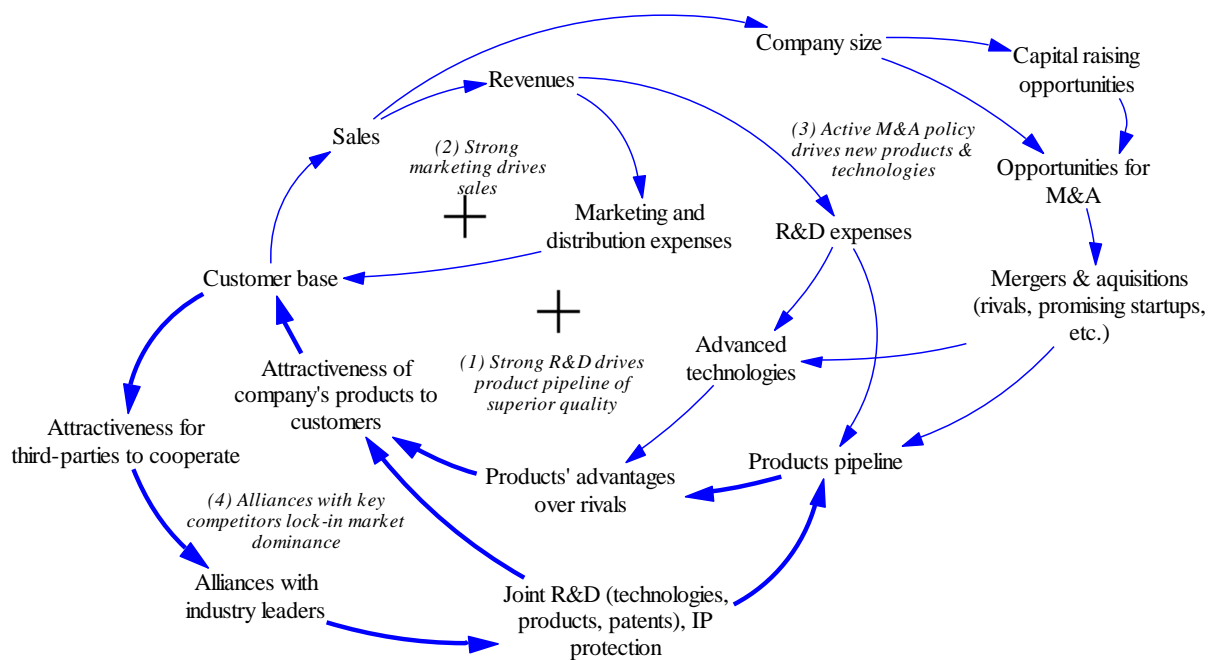 Company size
Capital raising
opportunities
Revenues
Sales
(2) Strong
marketing drives
sales
(3) Active M&A policy
drives new products &
technologies
Opportunities for
M&A
Marketing and
distribution expenses
R&D expenses
Customer base
Mergers & aquisitions
(rivals, promising startups,
etc.)
Attractiveness of
company's products to
customers
(1) Strong R&D drives
product pipeline of
superior quality
Advanced
technologies
Attractiveness for
third-parties to cooperate
Products' advantages
over rivals
Products pipeline
(4) Alliances with key
competitors lock-in market
dominance
Alliances with
industry leaders
Joint R&D (technologies,
products, patents), IP
protection